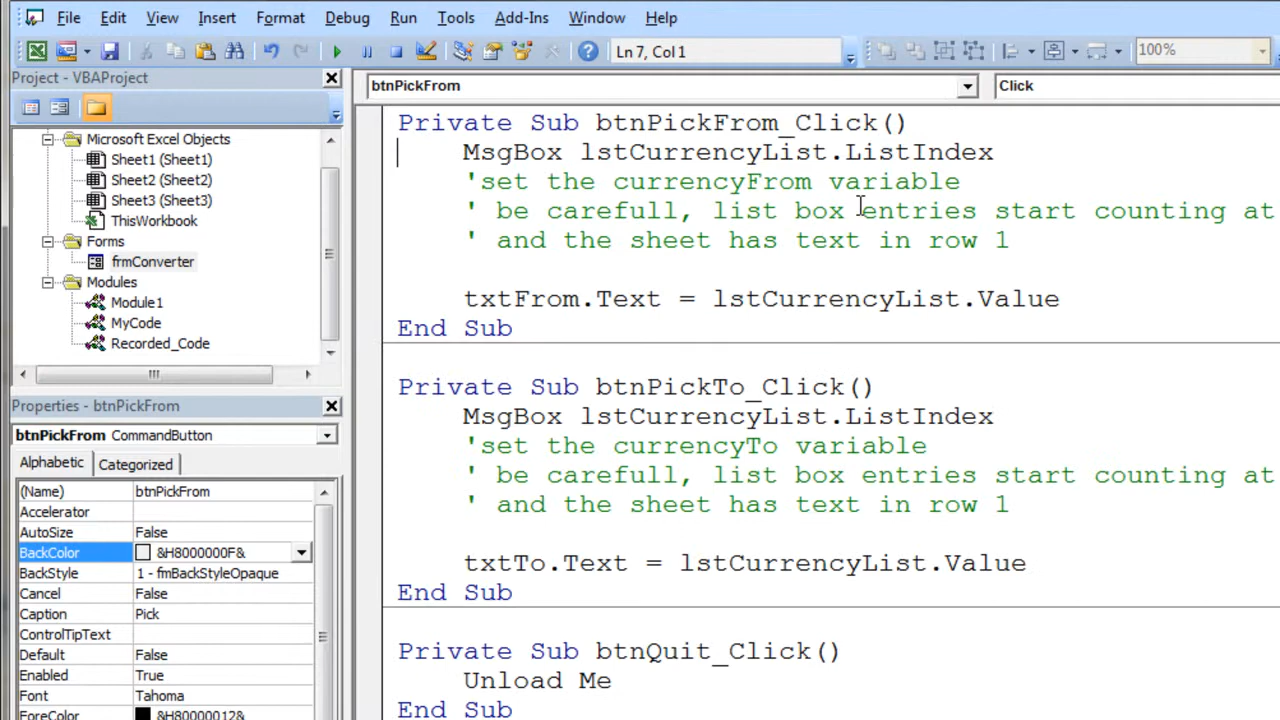 File Edit View Insert Format Debug Run Tools Add-Ins Window Help
Ln 7, Col 1
100%
Project - VBAProject
btnPickFrom
Click
Microsoft Excel Objects
Sheet1 (Sheet1)
Sheet2 (Sheet2)
Sheet3 (Sheet3)
ThisWorkbook
Forms
frmConverter
Modules
Module1
MyCode
Recorded_Code
Properties - btnPickFrom
btnPickFrom CommandButton
Alphabetic Categorized
(Name) btnPickFrom
Accelerator
AutoSize False
BackColor &H8000000F&
BackStyle 1 - fmBackStyleOpaque
Cancel False
Caption Pick
ControlTipText
Default False
Enabled True
Font Tahoma
ForeColor &H80000012&
Private Sub btnPickFrom_Click()
MsgBox lstCurrencyList.ListIndex
'set the currencyFrom variable
' be carefull, list box entries start counting at
' and the sheet has text in row 1
txtFrom.Text = lstCurrencyList.Value
End Sub
Private Sub btnPickTo_Click()
MsgBox lstCurrencyList.ListIndex
'set the currencyTo variable
' be carefull, list box entries start counting at
' and the sheet has text in row 1
txtTo.Text = lstCurrencyList.Value
End Sub
Private Sub btnQuit_Click()
Unload Me
End Sub